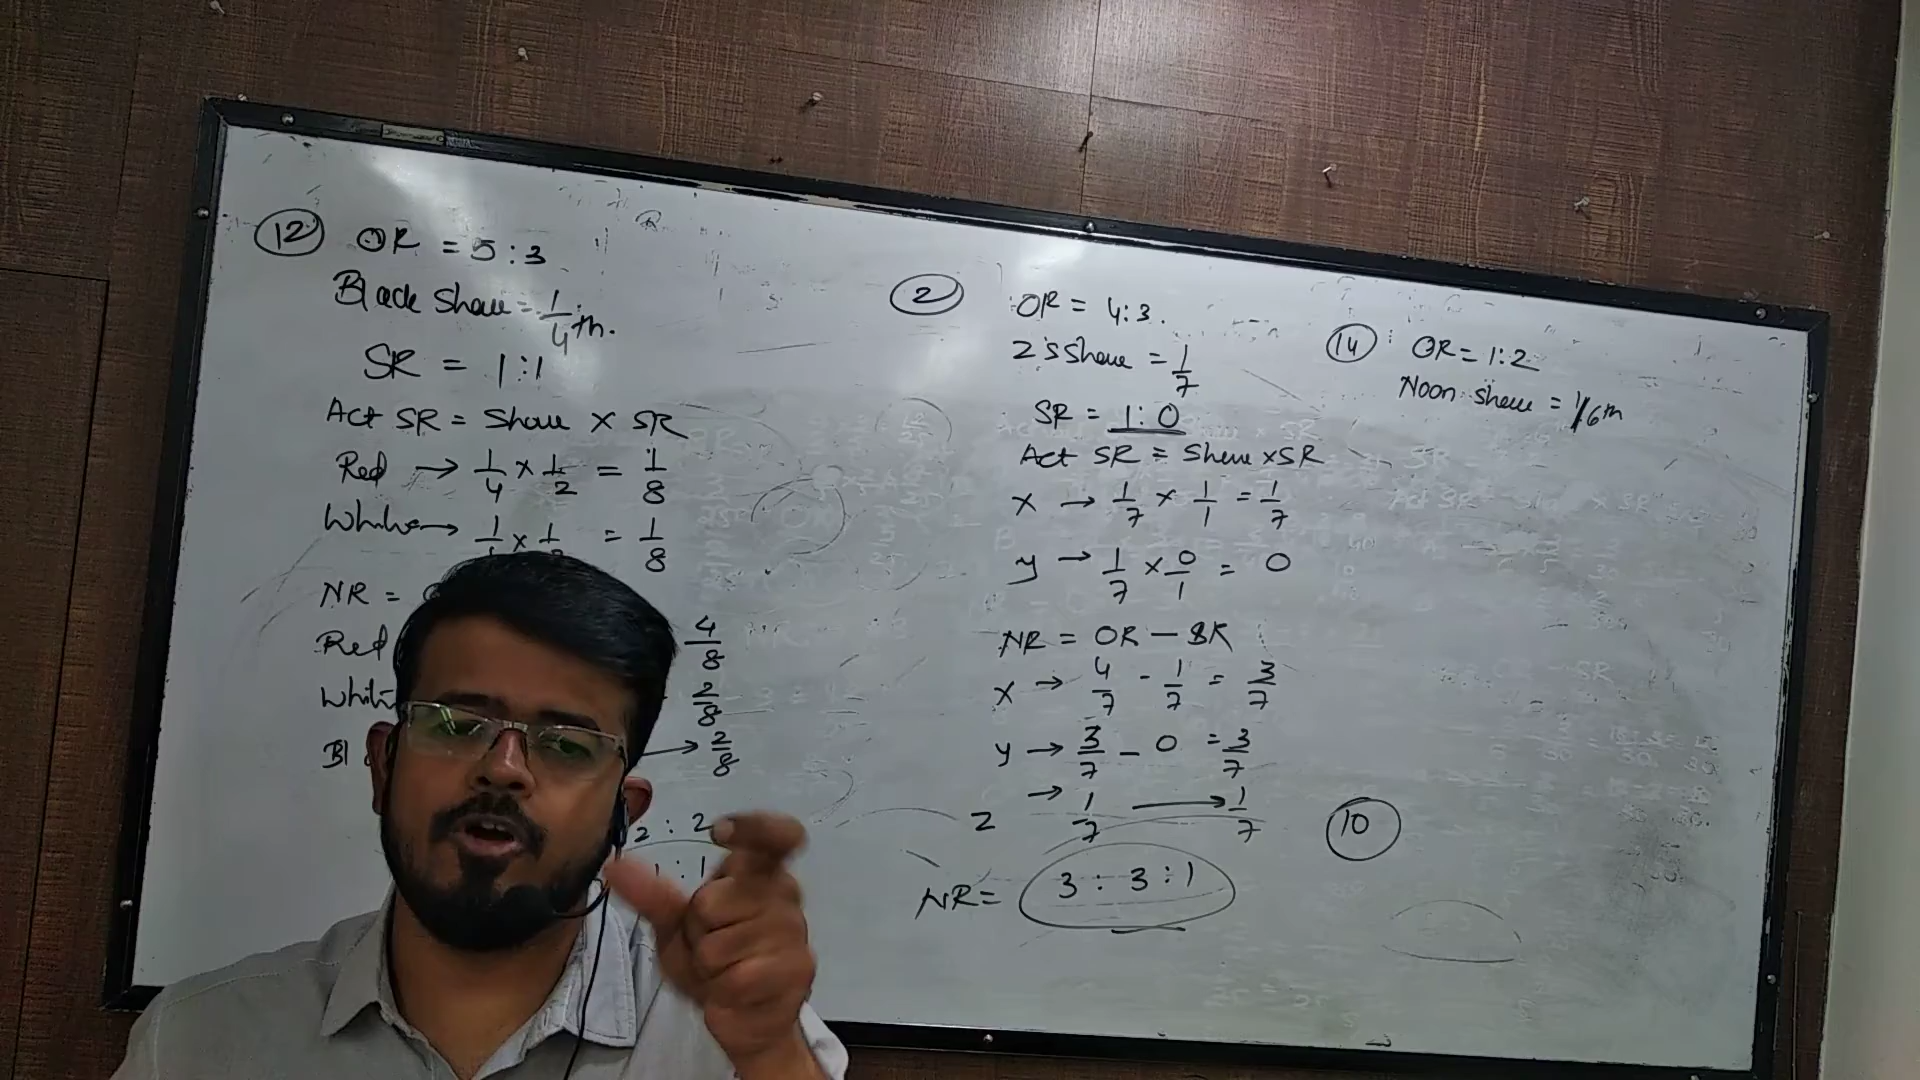 12 OR = 5:3
Black Share = 1/4 th.
SR = 1:1
Act SR = Share × SR
Red → 1/4 × 1/2 = 1/8
White → 1/4 × 1/2 = 1/8
NR =
Red 4/8
White 2/8
Bl → 2/8
2 : 2
1 : 1
2 OR = 4:3.
Z's Share = 1/7
SR = 1:0
Act SR = Share × SR
X → 1/7 × 1/1 = 1/7
y → 1/7 × 0/1 = 0
NR = OR — SR
X → 4/7 - 1/7 = 3/7
y → 3/7 - 0 = 3/7
Z → 1/7 → 1/7
NR = 3 : 3 : 1
14 OR = 1:2
Noon share = 1/6th
10